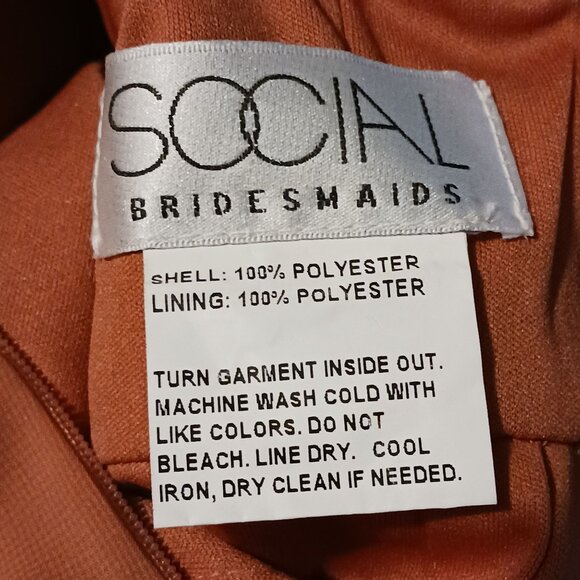 SOCIAL
BRIDESMAIDS
SHELL: 100% POLYESTER
LINING: 100% POLYESTER
TURN GARMENT INSIDE OUT.
MACHINE WASH COLD WITH
LIKE COLORS. DO NOT
BLEACH. LINE DRY. COOL
IRON, DRY CLEAN IF NEEDED.